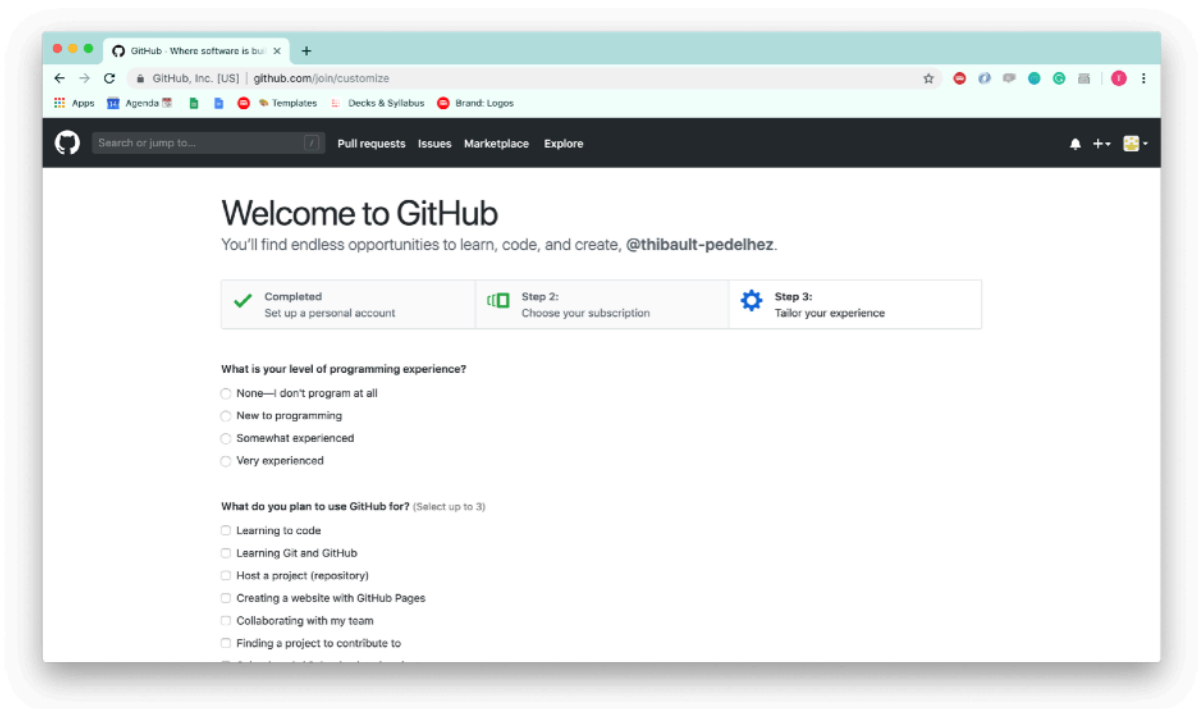 GitHub · Where software is bui
GitHub, Inc. [US] | github.com/join/customize
Apps Agenda Templates Decks & Syllabus Brand: Logos
Search or jump to... / Pull requests Issues Marketplace Explore
Welcome to GitHub
You'll find endless opportunities to learn, code, and create, @thibault-pedelhez.
Completed
Set up a personal account
Step 2:
Choose your subscription
Step 3:
Tailor your experience
What is your level of programming experience?
None—I don't program at all
New to programming
Somewhat experienced
Very experienced
What do you plan to use GitHub for? (Select up to 3)
Learning to code
Learning Git and GitHub
Host a project (repository)
Creating a website with GitHub Pages
Collaborating with my team
Finding a project to contribute to